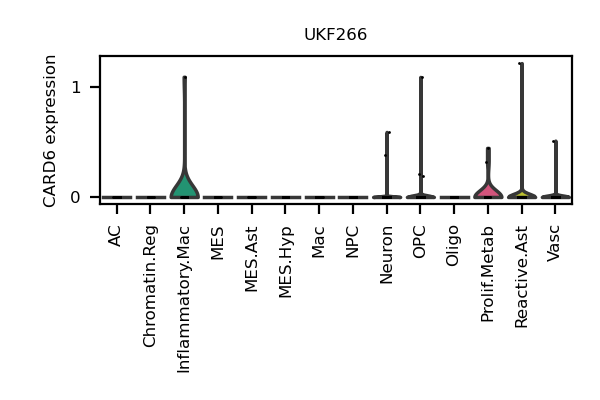 UKF266
CARD6 expression
1
0
AC
Chromatin.Reg
Inflammatory.Mac
MES
MES.Ast
MES.Hyp
Mac
NPC
Neuron
OPC
Oligo
Prolif.Metab
Reactive.Ast
Vasc